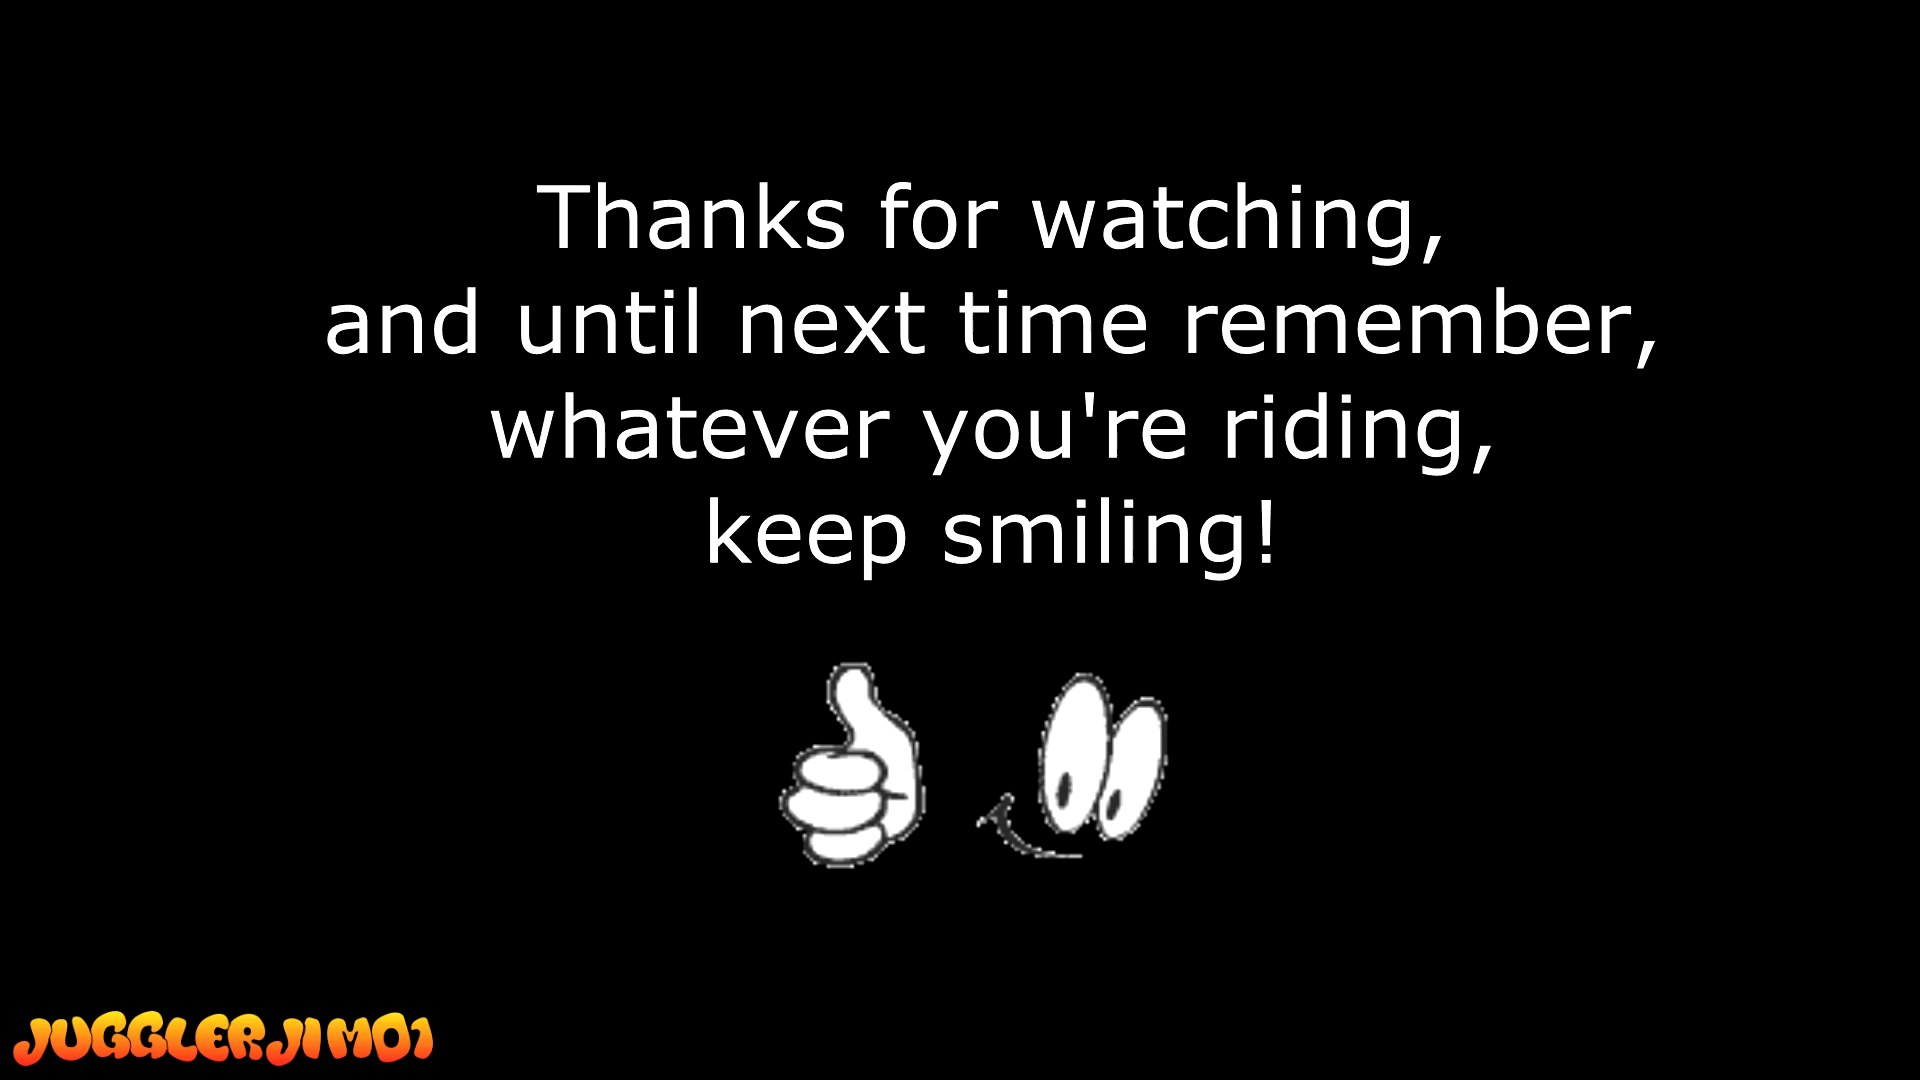 Thanks for watching,
and until next time remember,
whatever you're riding,
keep smiling!
JUGGLERJIM01